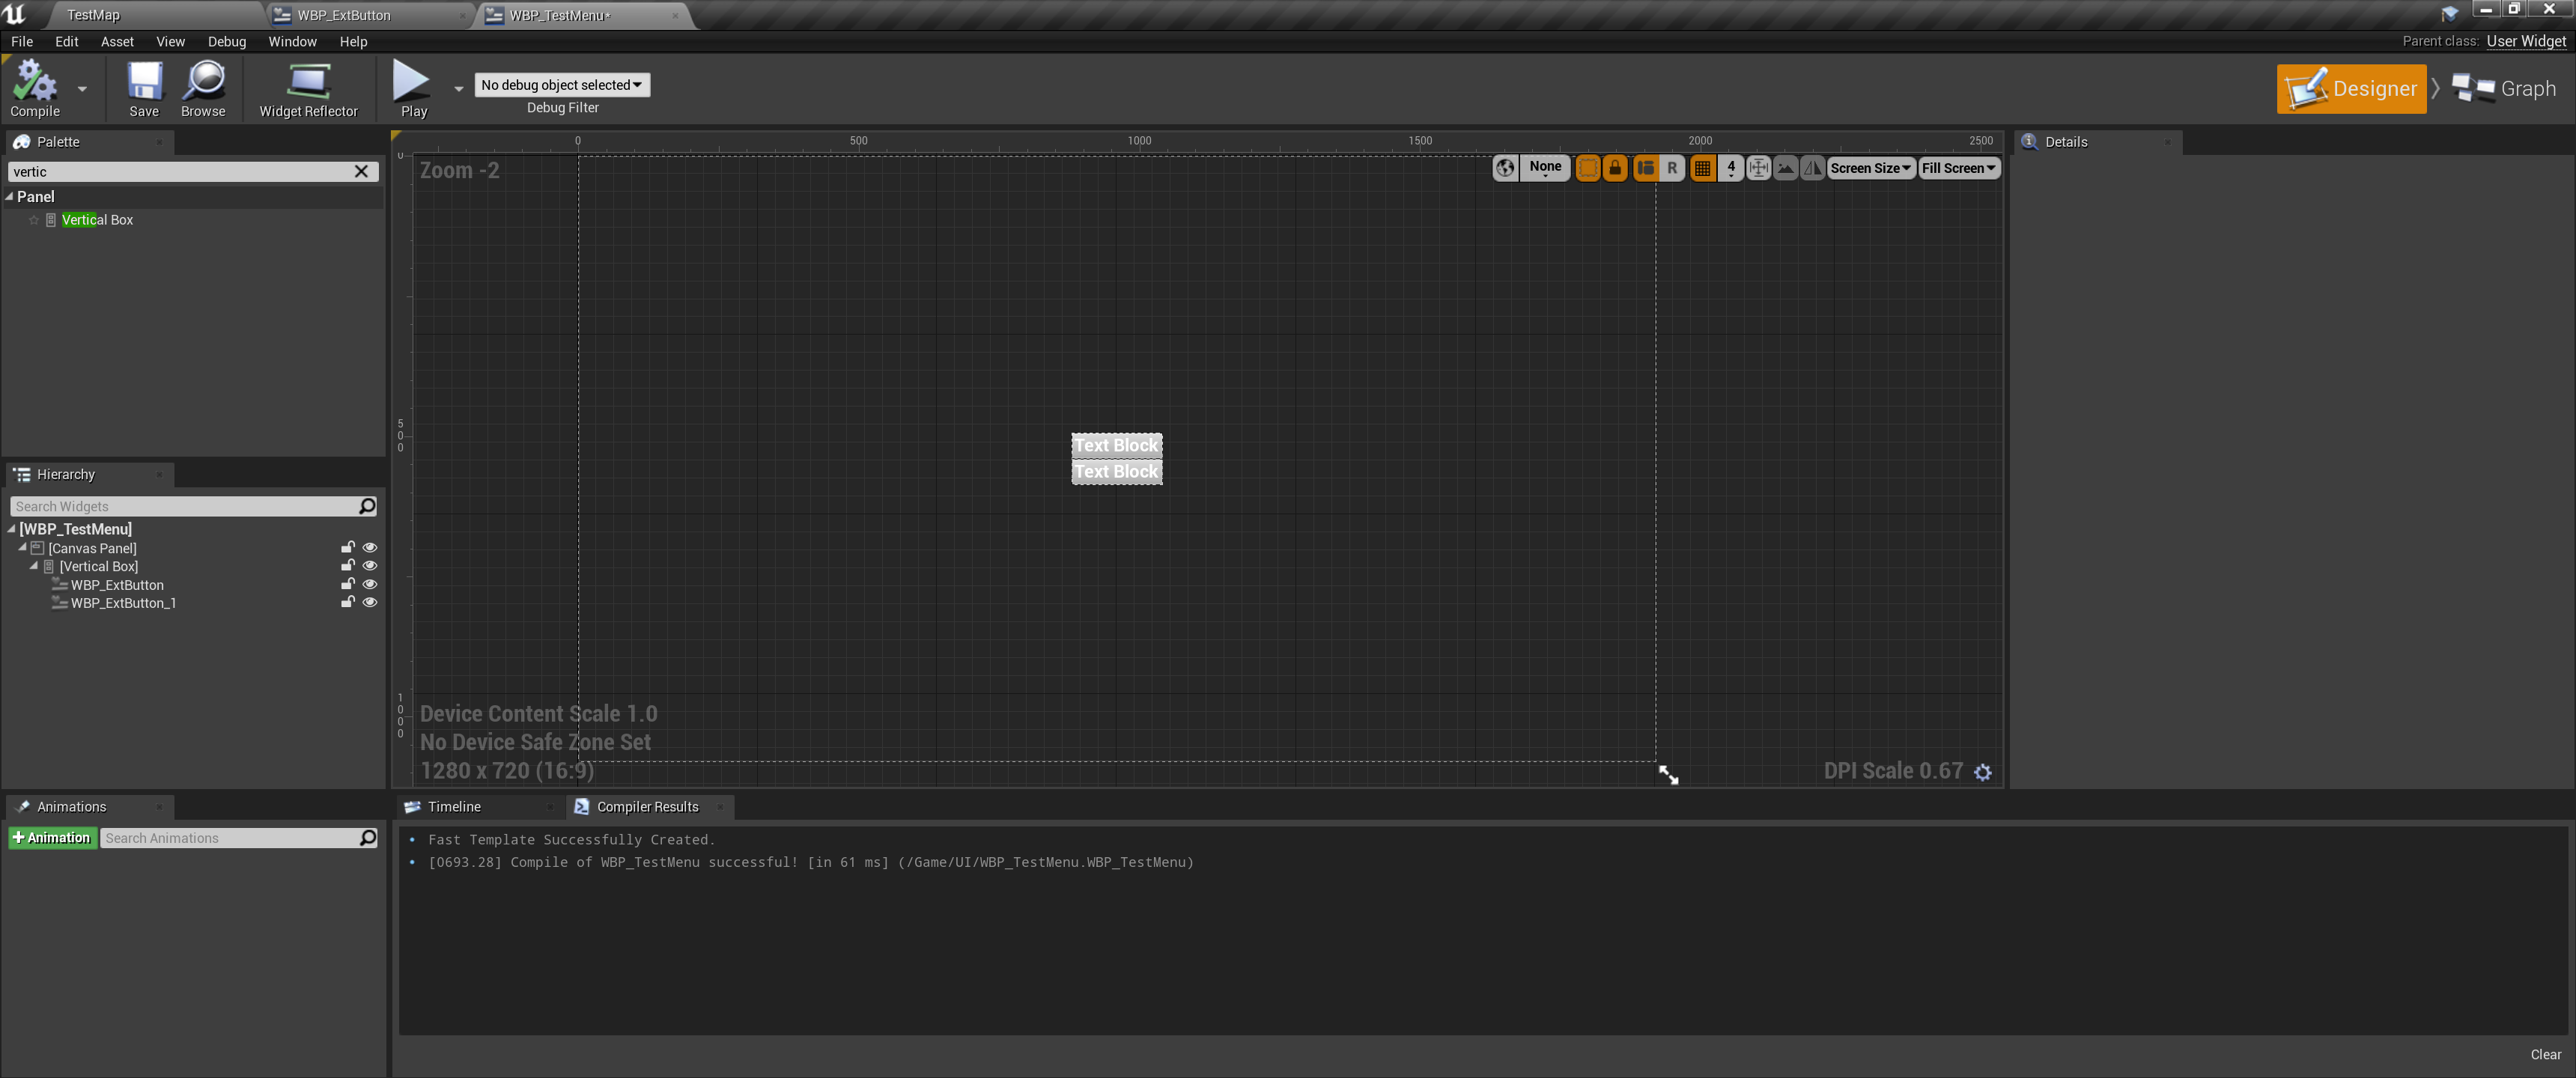 TestMap
WBP_ExtButton
WBP_TestMenu*
File Edit Asset View Debug Window Help
Parent class: User Widget
Compile
Save
Browse
Widget Reflector
Play
No debug object selected
Debug Filter
Designer
Graph
Palette
vertic
Panel
Vertical Box
Hierarchy
Search Widgets
[WBP_TestMenu]
[Canvas Panel]
[Vertical Box]
WBP_ExtButton
WBP_ExtButton_1
0 500 1000 1500 2000 2500
0
500
1000
Zoom -2
None
R
4
Screen Size
Fill Screen
Text Block
Text Block
Device Content Scale 1.0
No Device Safe Zone Set
1280 x 720 (16:9)
DPI Scale 0.67
Details
Animations
+ Animation
Search Animations
Timeline
Compiler Results
• Fast Template Successfully Created.
• [0693.28] Compile of WBP_TestMenu successful! [in 61 ms] (/Game/UI/WBP_TestMenu.WBP_TestMenu)
Clear